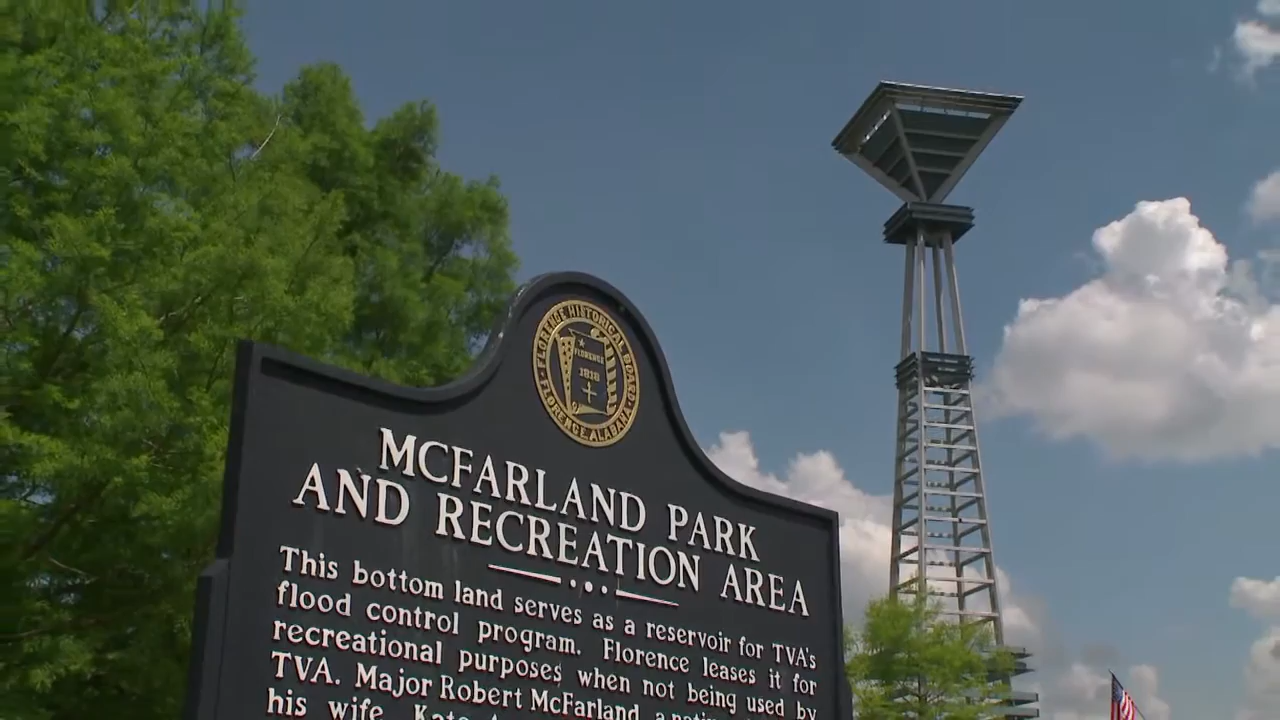 FLORENCE HISTORICAL BOARD
FLORENCE
1818
FLORENCE, ALABAMA
MCFARLAND PARK
AND RECREATION AREA
This bottom land serves as a reservoir for TVA's
flood control program. Florence leases it for
recreational purposes when not being used by
TVA. Major Robert McFarland, a
his wife, Kate